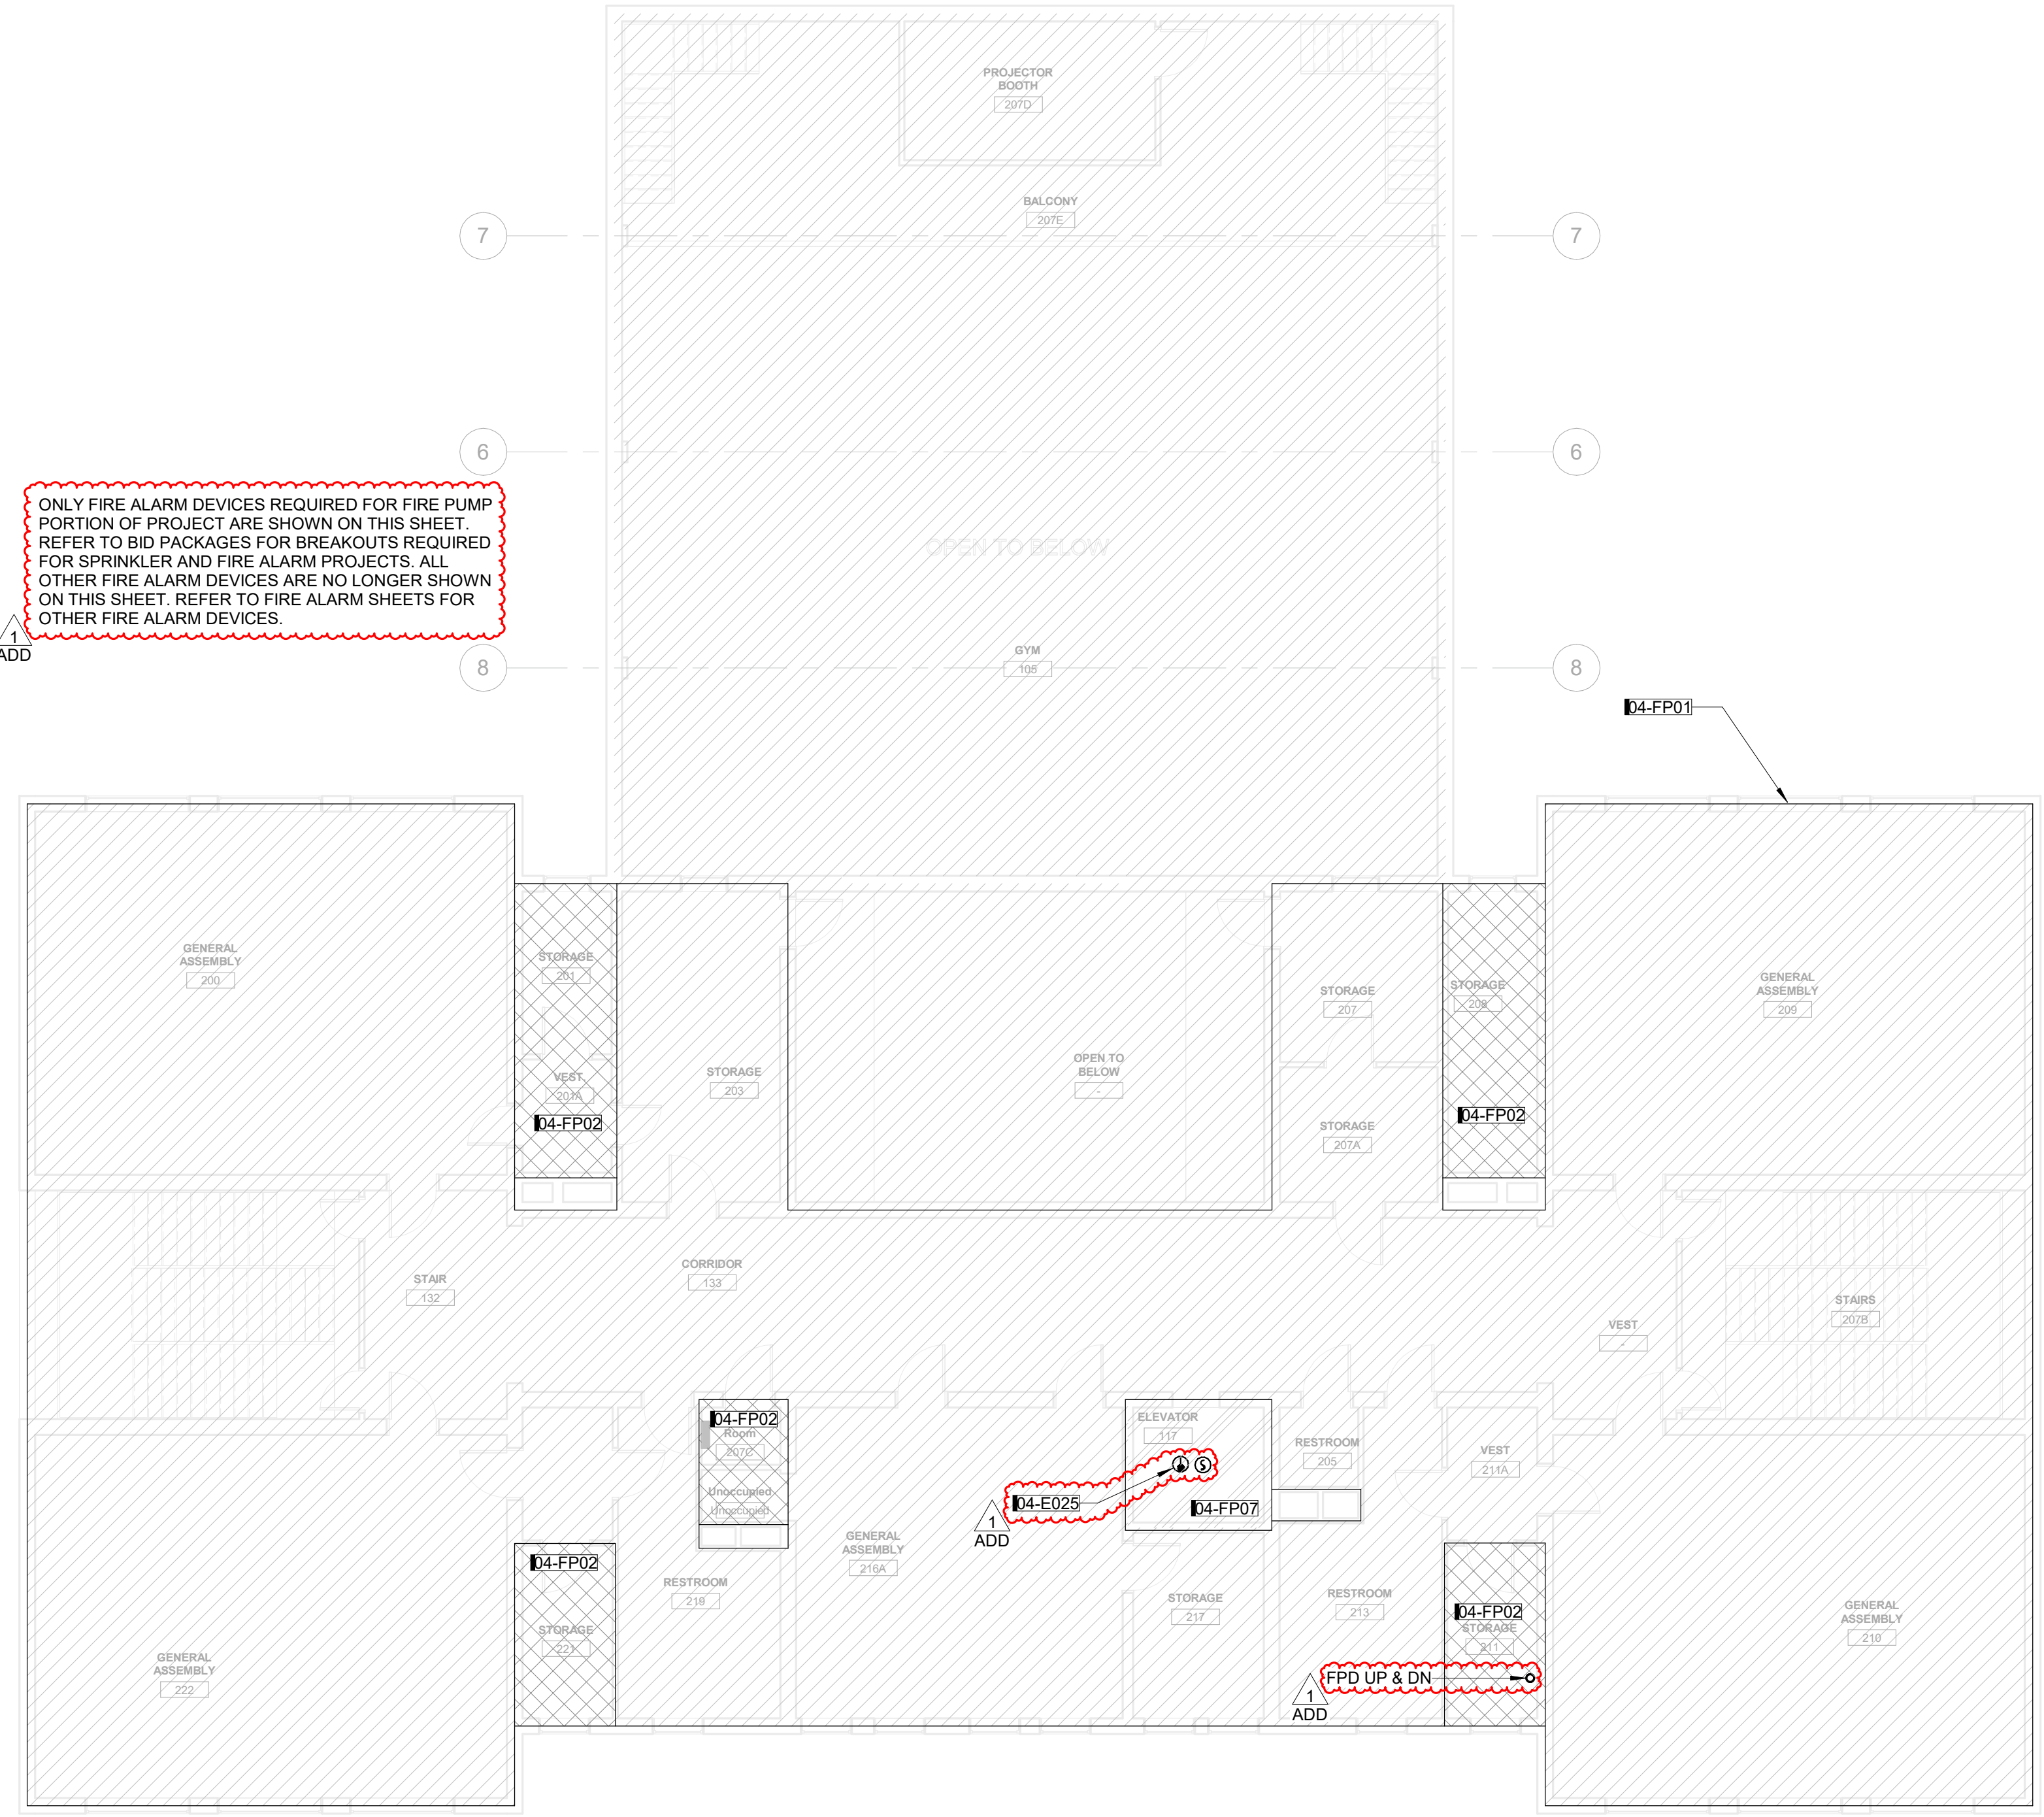 PROJECTOR
BOOTH
207D
BALCONY
207E
7
7
6
6
ONLY FIRE ALARM DEVICES REQUIRED FOR FIRE PUMP
PORTION OF PROJECT ARE SHOWN ON THIS SHEET.
REFER TO BID PACKAGES FOR BREAKOUTS REQUIRED
FOR SPRINKLER AND FIRE ALARM PROJECTS. ALL
OTHER FIRE ALARM DEVICES ARE NO LONGER SHOWN
ON THIS SHEET. REFER TO FIRE ALARM SHEETS FOR
OTHER FIRE ALARM DEVICES.
1
ADD
OPEN TO BELOW
GYM
105
8
8
04-FP01
GENERAL
ASSEMBLY
200
STORAGE
201
VEST.
201A
04-FP02
STORAGE
203
OPEN TO
BELOW
-
STORAGE
207
STORAGE
208
STORAGE
207A
04-FP02
GENERAL
ASSEMBLY
209
STAIR
132
CORRIDOR
133
VEST
-
STAIRS
207B
04-FP02
Room
207C
Unoccupied
Unoccupied
ELEVATOR
117
S
04-E025
1
ADD
04-FP07
RESTROOM
205
VEST
211A
04-FP02
STORAGE
221
RESTROOM
219
GENERAL
ASSEMBLY
216A
STORAGE
217
RESTROOM
213
04-FP02
STORAGE
211
FPD UP & DN
1
ADD
GENERAL
ASSEMBLY
222
GENERAL
ASSEMBLY
210